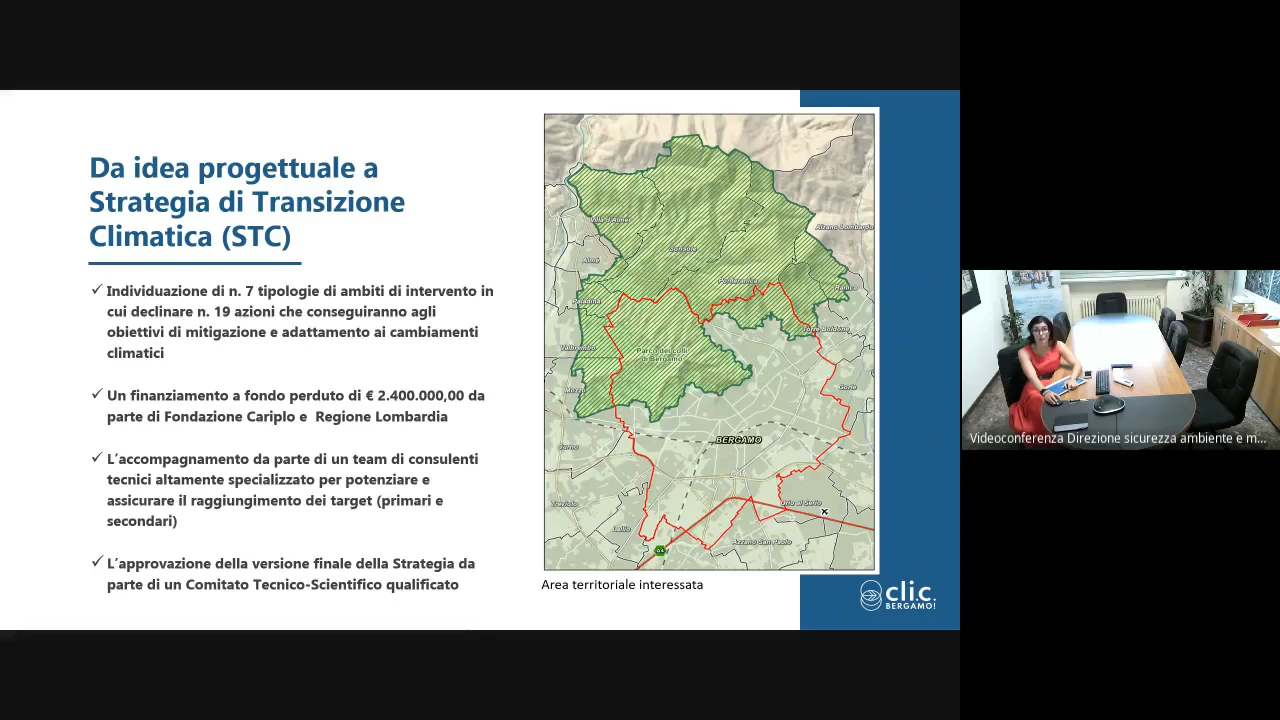 Da idea progettuale a
Strategia di Transizione
Climatica (STC)
✓ Individuazione di n. 7 tipologie di ambiti di intervento in
cui declinare n. 19 azioni che conseguiranno agli
obiettivi di mitigazione e adattamento ai cambiamenti
climatici
✓ Un finanziamento a fondo perduto di € 2.400.000,00 da
parte di Fondazione Cariplo e Regione Lombardia
✓ L'accompagnamento da parte di un team di consulenti
tecnici altamente specializzato per potenziare e
assicurare il raggiungimento dei target (primari e
secondari)
✓ L'approvazione della versione finale della Strategia da
parte di un Comitato Tecnico-Scientifico qualificato
Villa d'Almè
Alzano Lombardo
Ponteranica
Almè
Paladina
Ranica
Torre Boldone
Valbrembo
Parco dei colli
di Bergamo
Mozzo
Gorle
BERGAMO
Treviolo
Orio al Serio
Lallio
Azzano San Paolo
A4
Area territoriale interessata
cli.c.
BERGAMO!
Videoconferenza Direzione sicurezza ambiente e m...